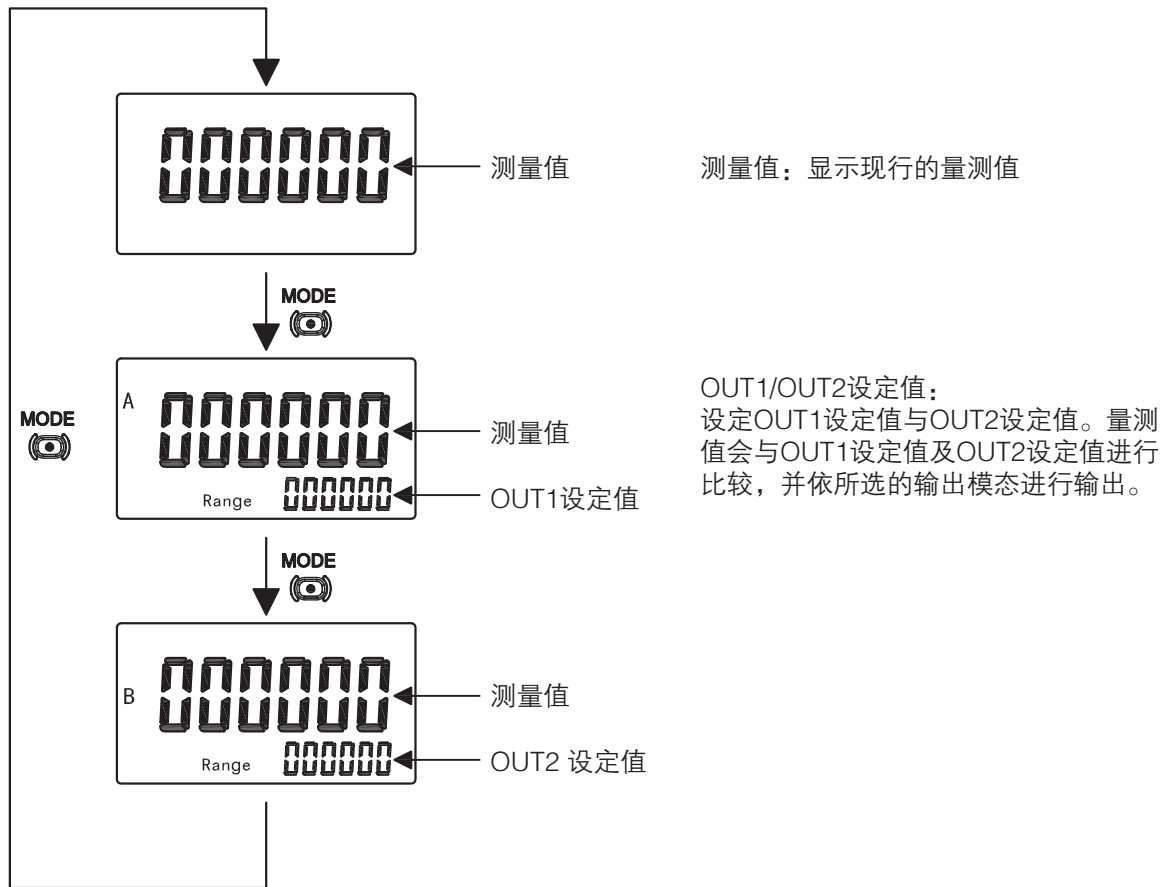 000000
测量值
测量值：显示现行的量测值
MODE
A
000000
测量值
Range
000000
OUT1设定值
OUT1/OUT2设定值：
设定OUT1设定值与OUT2设定值。量测
值会与OUT1设定值及OUT2设定值进行
比较，并依所选的输出模态进行输出。
MODE
MODE
B
000000
测量值
Range
000000
OUT2 设定值